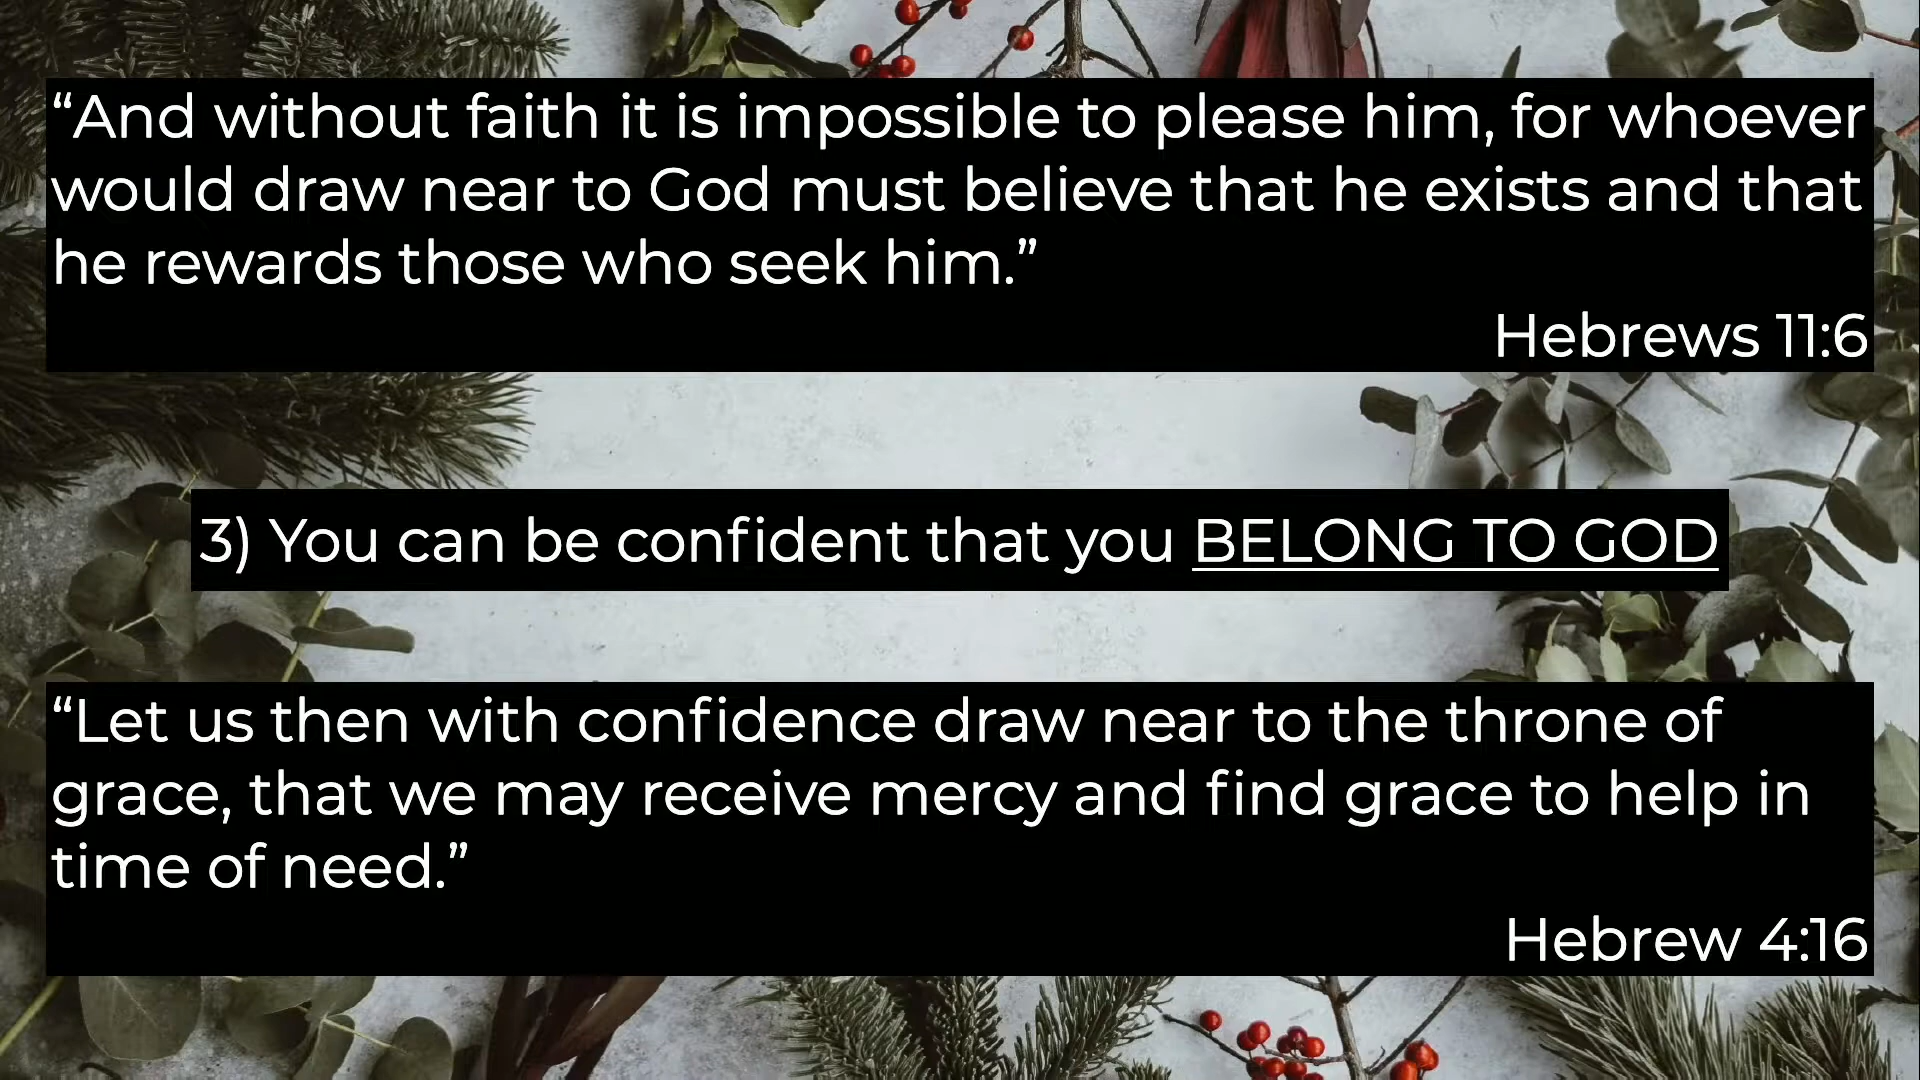 “And without faith it is impossible to please him, for whoever
would draw near to God must believe that he exists and that
he rewards those who seek him.”
Hebrews 11:6
3) You can be confident that you BELONG TO GOD
“Let us then with confidence draw near to the throne of
grace, that we may receive mercy and find grace to help in
time of need.”
Hebrew 4:16